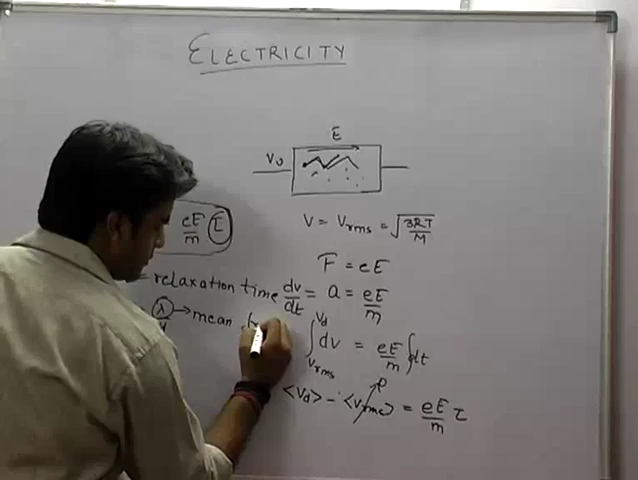 ELECTRICITY
E
V0
V = Vrms = √3RT/M
eE/m τ
F = eE
= relaxation time
dv/dt = a = eE/m
λ → mean
∫ dv = eE/m ∫ dt
Vd
Vrms
<Vd> - <Vrms> = eE/m τ
0